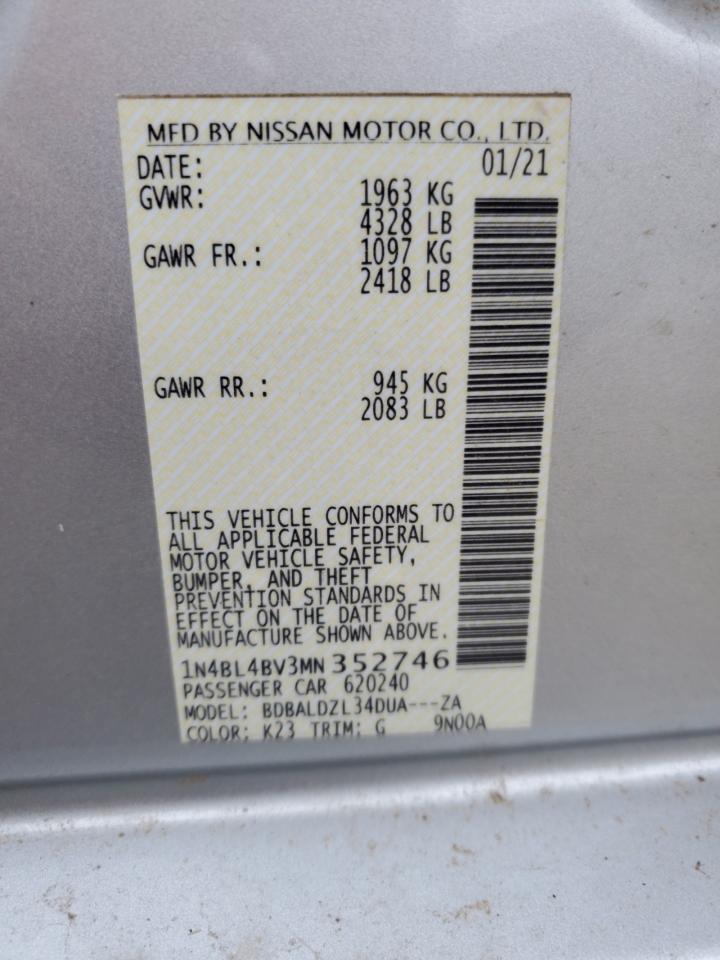 MFD BY NISSAN MOTOR CO., LTD.
DATE: 01/21
GVWR: 1963 KG
4328 LB
GAWR FR.: 1097 KG
2418 LB
GAWR RR.: 945 KG
2083 LB
THIS VEHICLE CONFORMS TO
ALL APPLICABLE FEDERAL
MOTOR VEHICLE SAFETY,
BUMPER, AND THEFT
PREVENTION STANDARDS IN
EFFECT ON THE DATE OF
MANUFACTURE SHOWN ABOVE.
1N4BL4BV3MN352746
PASSENGER CAR 620240
MODEL: BDBALDZL34DUA---ZA
COLOR: K23 TRIM: G 9N00A